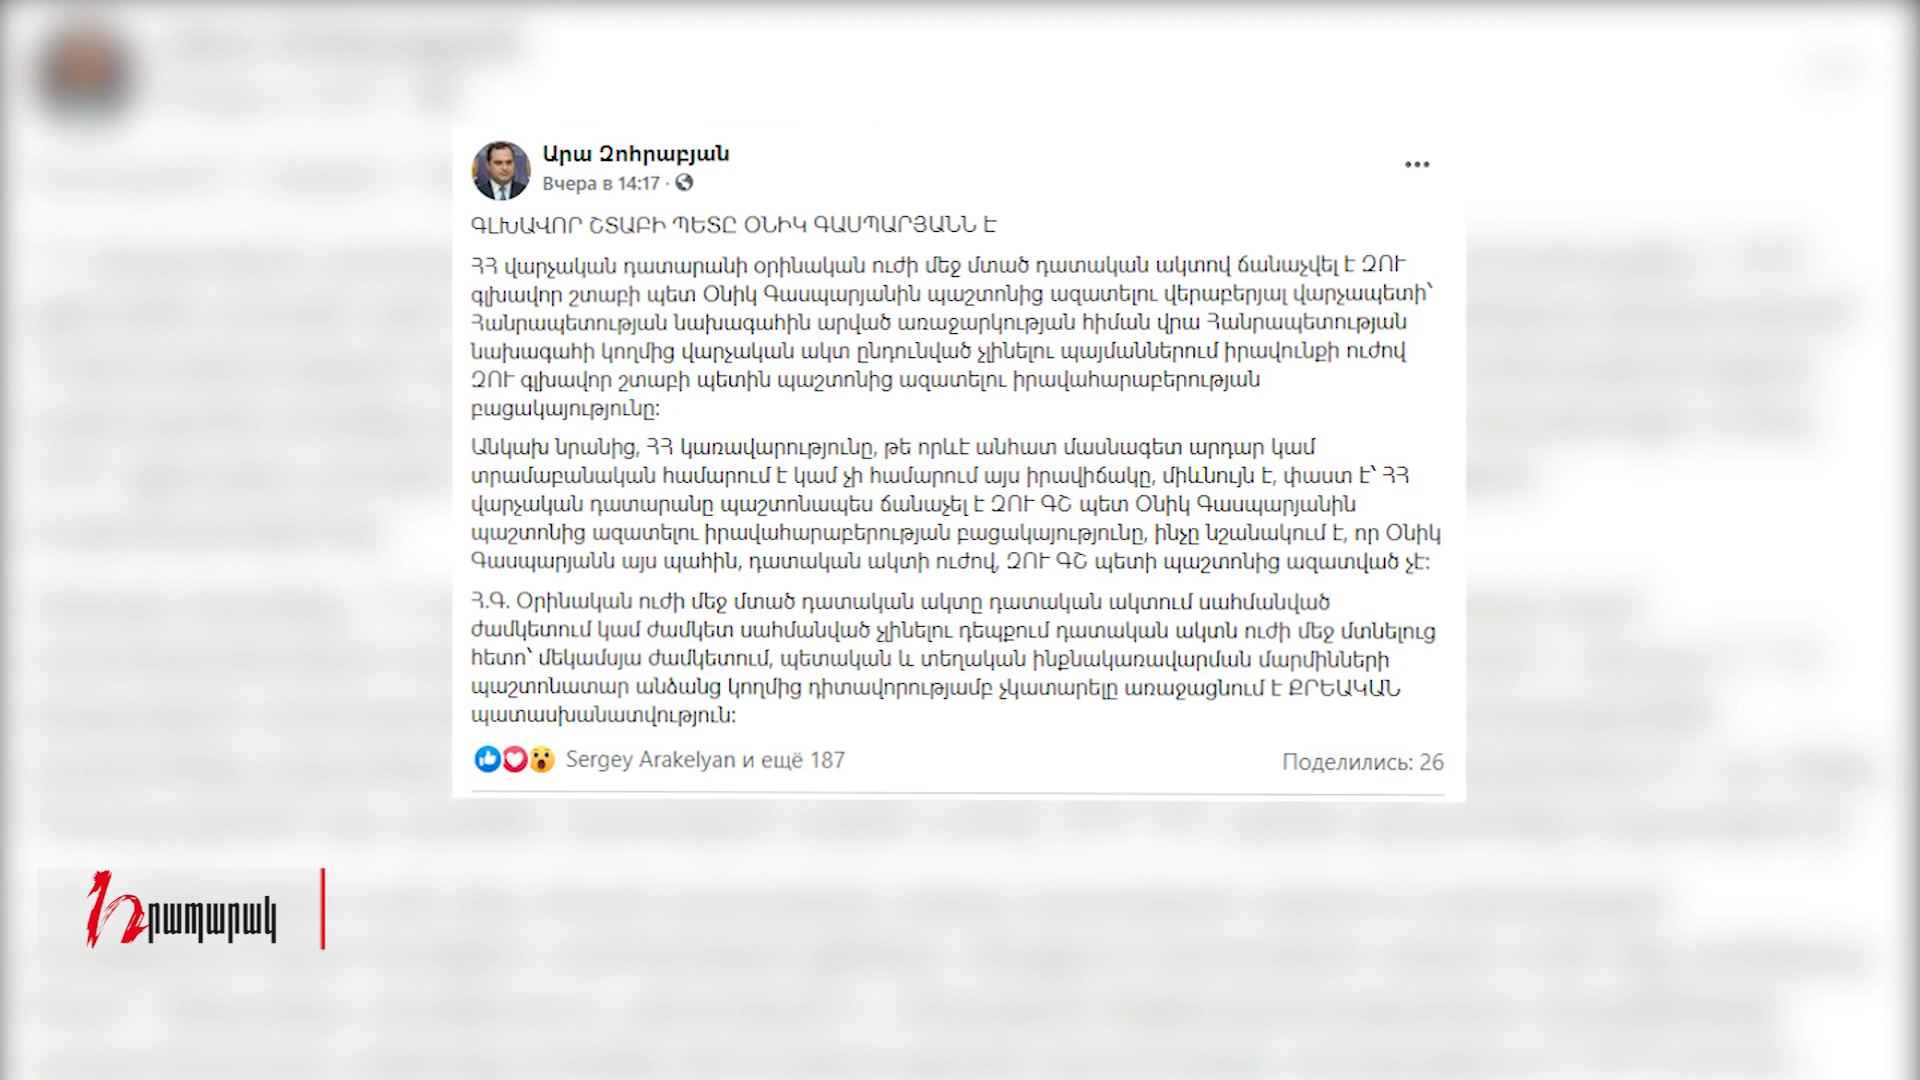 Արա Զոհրաբյան
Вчера в 14:17 ·
ԳԼԽԱՎՈՐ ՇՏԱԲԻ ՊԵՏԸ ՕՆԻԿ ԳԱՍՊԱՐՅԱՆՆ Է
ՀՀ վարչական դատարանի օրինական ուժի մեջ մտած դատական ակտով ճանաչվել է ԶՈՒ
գլխավոր շտաբի պետ Օնիկ Գասպարյանին պաշտոնից ազատելու վերաբերյալ վարչապետի՝
Հանրապետության նախագահին արված առաջարկության հիման վրա Հանրապետության
նախագահի կողմից վարչական ակտ ընդունված չլինելու պայմաններում իրավունքի ուժով
ԶՈՒ գլխավոր շտաբի պետին պաշտոնից ազատելու իրավահարաբերության
բացակայությունը:
Անկախ նրանից, ՀՀ կառավարությունը, թե որևէ անհատ մասնագետ արդար կամ
տրամաբանական համարում է կամ չի համարում այս իրավիճակը, միևնույն է, փաստ է՝ ՀՀ
վարչական դատարանը պաշտոնապես ճանաչել է ԶՈՒ ԳՇ պետ Օնիկ Գասպարյանին
պաշտոնից ազատելու իրավահարաբերության բացակայությունը, ինչը նշանակում է, որ Օնիկ
Գասպարյանն այս պահին, դատական ակտի ուժով, ԶՈՒ ԳՇ պետի պաշտոնից ազատված չէ:
Հ.Գ. Օրինական ուժի մեջ մտած դատական ակտը դատական ակտում սահմանված
ժամկետում կամ ժամկետ սահմանված չլինելու դեպքում դատական ակտն ուժի մեջ մտնելուց
հետո՝ մեկամսյա ժամկետում, պետական և տեղական ինքնակառավարման մարմինների
պաշտոնատար անձանց կողմից դիտավորությամբ չկատարելը առաջացնում է ՔՐԵԱԿԱՆ
պատասխանատվություն:
Sergey Arakelyan и ещё 187
Поделились: 26
Հրապարակ